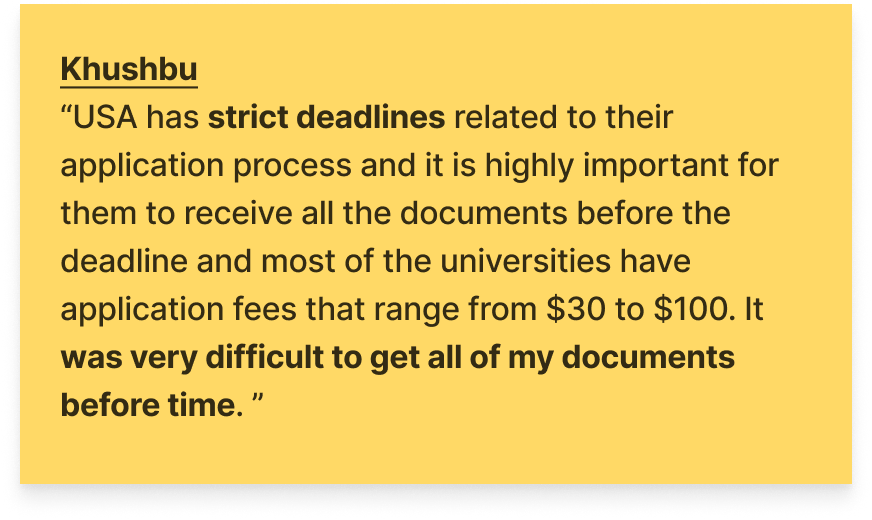 Khushbu
“USA has strict deadlines related to their
application process and it is highly important for
them to receive all the documents before the
deadline and most of the universities have
application fees that range from $30 to $100. It
was very difficult to get all of my documents
before time. ”